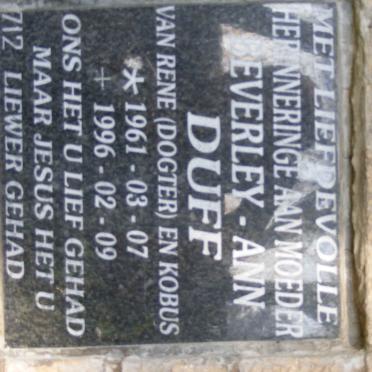 MET LIEFDEVOLLE
HERINNERINGE AAN MOEDER
BEVERLEY - ANN
DUFF
VAN RENE (DOGTER) EN KOBUS
* 1961 - 03 - 07
+ 1996 - 02 - 09
ONS HET U LIEF GEHAD
MAAR JESUS HET U
712 LIEWER GEHAD